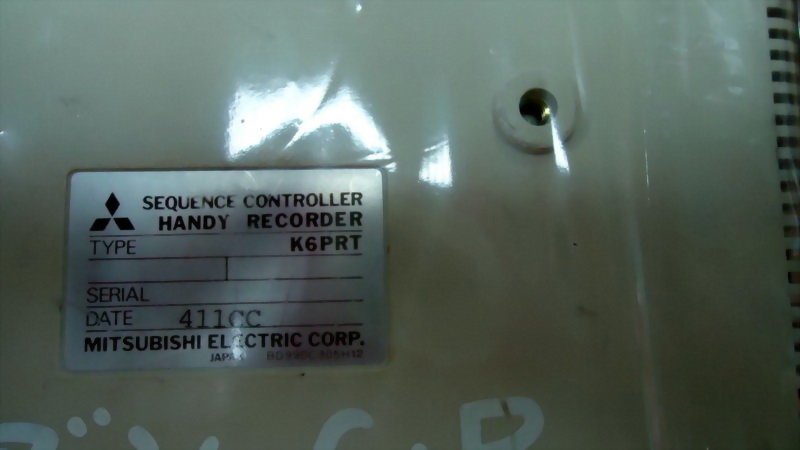 SEQUENCE CONTROLLER
HANDY RECORDER
TYPE K6PRT
SERIAL
DATE 411CC
MITSUBISHI ELECTRIC CORP.
JAPAN